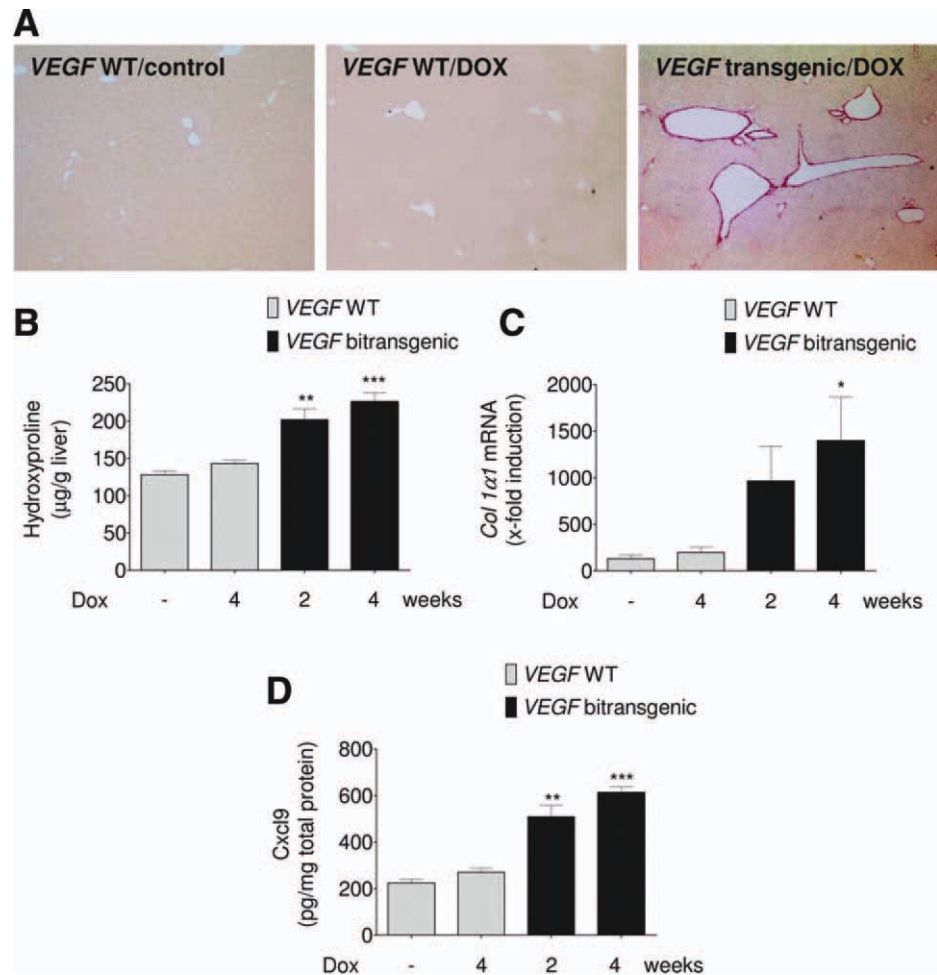 A
VEGF WT/control
VEGF WT/DOX
VEGF transgenic/DOX
B
VEGF WT
VEGF bitransgenic
Hydroxyproline
(µg/g liver)
250
200
150
100
50
0
**
***
Dox - 4 2 4 weeks
C
VEGF WT
VEGF bitransgenic
Col 1α1 mRNA
(x-fold induction)
2000
1500
1000
500
0
*
Dox - 4 2 4 weeks
D
VEGF WT
VEGF bitransgenic
Cxcl9
(pg/mg total protein)
800
600
400
200
0
**
***
Dox - 4 2 4 weeks